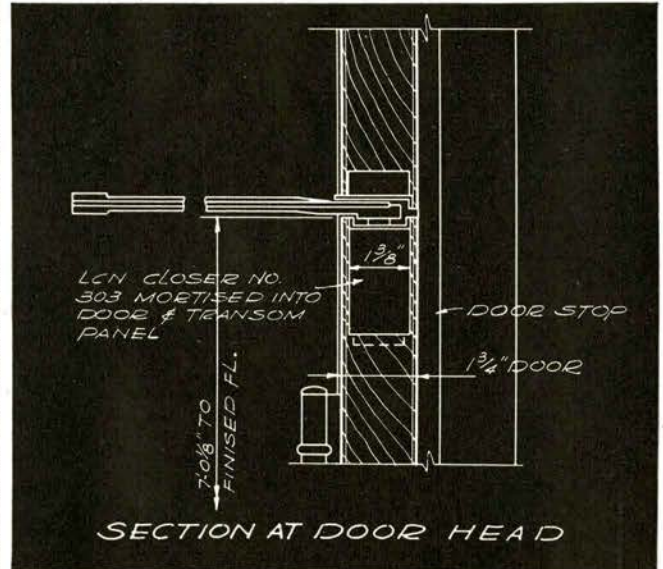 1 3/8"
LCN CLOSER NO.
303 MORTISED INTO
DOOR & TRANSOM
PANEL
DOOR STOP
1 3/4" DOOR
7-0 1/8" TO
FINISED FL.
SECTION AT DOOR HEAD